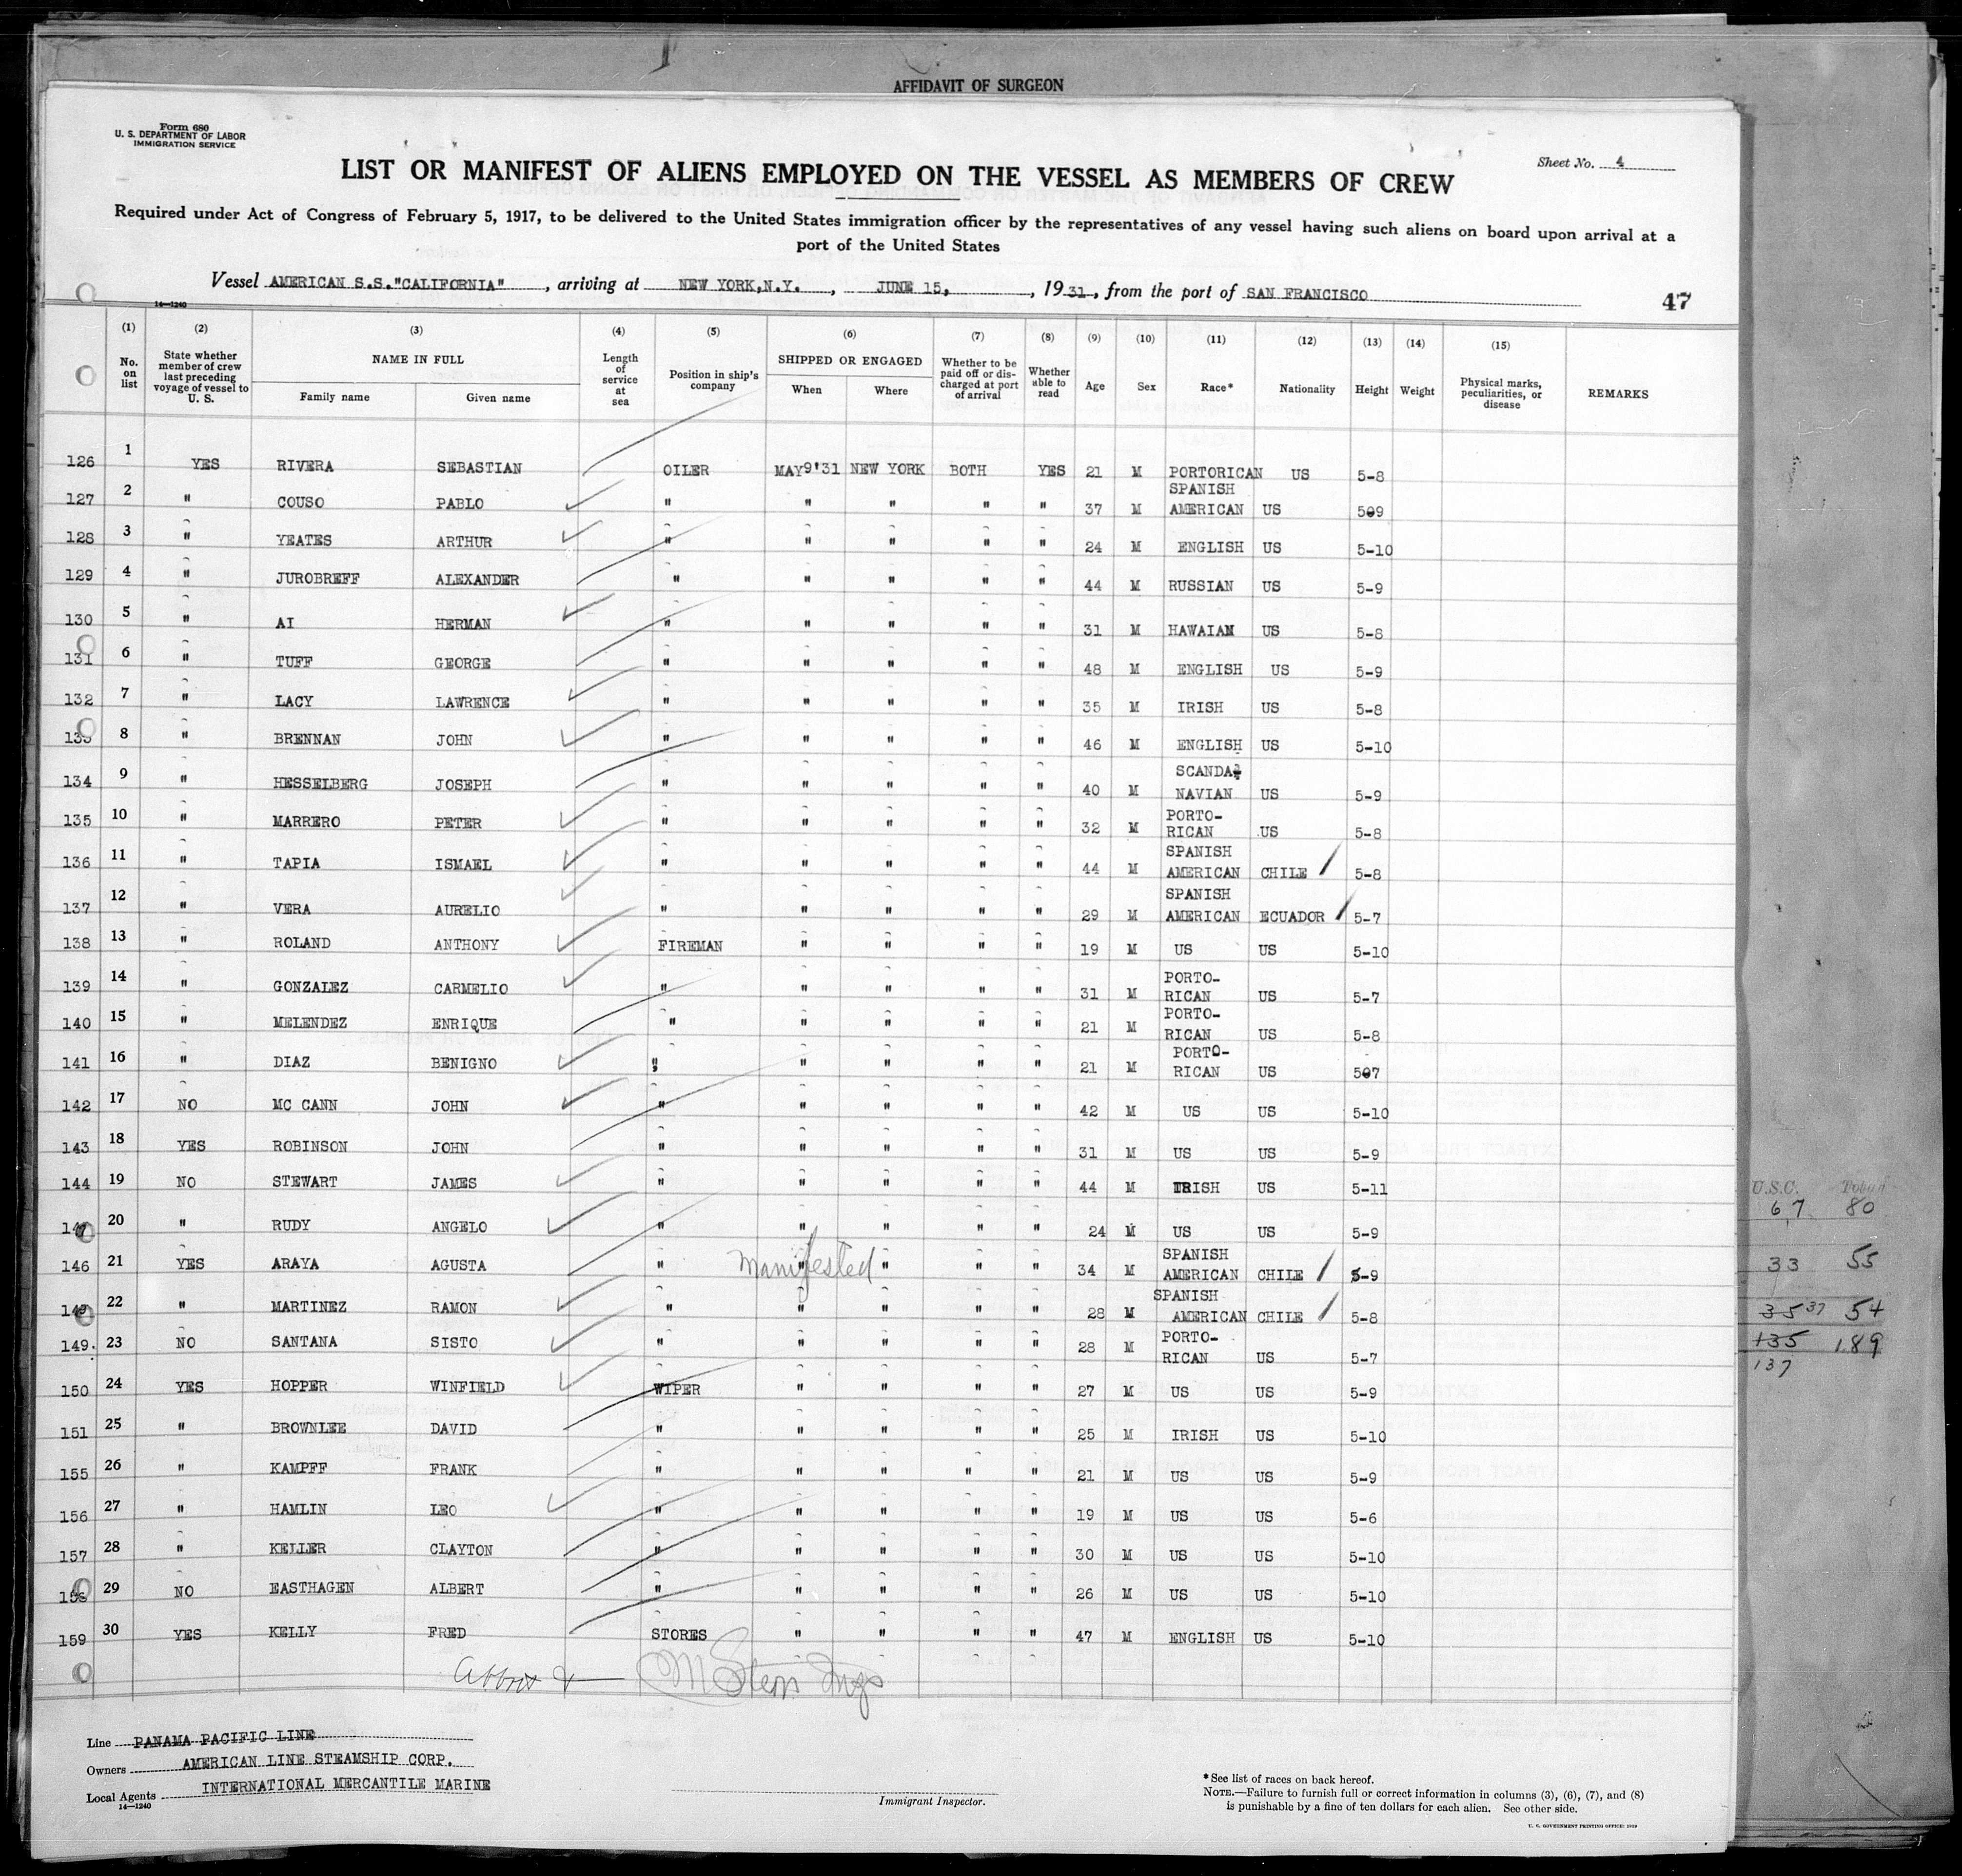 AFFIDAVIT OF SURGEON
Form 680
U. S. DEPARTMENT OF LABOR
IMMIGRATION SERVICE
Sheet No. 4
LIST OR MANIFEST OF ALIENS EMPLOYED ON THE VESSEL AS MEMBERS OF CREW
Required under Act of Congress of February 5, 1917, to be delivered to the United States immigration officer by the representatives of any vessel having such aliens on board upon arrival at a
port of the United States
Vessel AMERICAN S.S."CALIFORNIA", arriving at NEW YORK,N.Y., JUNE 15, 1931, from the port of SAN FRANCISCO
14—1240
47
(1) (2) (3) (4) (5) (6) (7) (8) (9) (10) (11) (12) (13) (14) (15)
No. on list State whether member of crew last preceding voyage of vessel to U. S. NAME IN FULL Family name Given name Length of service at sea Position in ship's company SHIPPED OR ENGAGED When Where Whether to be paid off or discharged at port of arrival Whether able to read Age Sex Race* Nationality Height Weight Physical marks, peculiarities, or disease REMARKS
126 1 YES RIVERA SEBASTIAN OILER MAY9'31 NEW YORK BOTH YES 21 M PORTORICAN US 5-8
127 2 " COUSO PABLO " " " " " 37 M SPANISH AMERICAN US 509
128 3 " YEATES ARTHUR " " " " " 24 M ENGLISH US 5-10
129 4 " JUROBREFF ALEXANDER " " " " " 44 M RUSSIAN US 5-9
130 5 " AI HERMAN " " " " " 31 M HAWAIAN US 5-8
131 6 " TUFF GEORGE " " " " " 48 M ENGLISH US 5-9
132 7 " LACY LAWRENCE " " " " " 35 M IRISH US 5-8
133 8 " BRENNAN JOHN " " " " " 46 M ENGLISH US 5-10
134 9 " HESSELBERG JOSEPH " " " " " 40 M SCANDA- NAVIAN US 5-9
135 10 " MARRERO PETER " " " " " 32 M PORTO- RICAN US 5-8
136 11 " TAPIA ISMAEL " " " " " 44 M SPANISH AMERICAN CHILE 5-8
137 12 " VERA AURELIO " " " " " 29 M SPANISH AMERICAN ECUADOR 5-7
138 13 " ROLAND ANTHONY FIREMAN " " " " 19 M US US 5-10
139 14 " GONZALEZ CARMELIO " " " " " 31 M PORTO- RICAN US 5-7
140 15 " MELENDEZ ENRIQUE " " " " " 21 M PORTO- RICAN US 5-8
141 16 " DIAZ BENIGNO " " " " " 21 M PORTO- RICAN US 507
142 17 NO MC CANN JOHN " " " " " 42 M US US 5-10
143 18 YES ROBINSON JOHN " " " " " 31 M US US 5-9
144 19 NO STEWART JAMES " " " " " 44 M IRISH US 5-11
20 " RUDY ANGELO " " " " " 24 M US US 5-9
146 21 YES ARAYA AGUSTA " Manifested " " " " 34 M SPANISH AMERICAN CHILE 5-9
22 " MARTINEZ RAMON " " " " " 28 M SPANISH AMERICAN CHILE 5-8
149. 23 NO SANTANA SISTO " " " " " 28 M PORTO- RICAN US 5-7
150 24 YES HOPPER WINFIELD WIPER " " " " 27 M US US 5-9
151 25 " BROWNLEE DAVID " " " " " 25 M IRISH US 5-10
155 26 " KAMPFF FRANK " " " " " 21 M US US 5-9
156 27 " HAMLIN LEO " " " " " 19 M US US 5-6
157 28 " KELLER CLAYTON " " " " " 30 M US US 5-10
158 29 NO EASTHAGEN ALBERT " " " " " 26 M US US 5-10
159 30 YES KELLY FRED STORES " " " " 47 M ENGLISH US 5-10
U.S.C. Total
67 80
33 55
35 37 54
135 189
137
Line PANAMA PACIFIC LINE
Owners AMERICAN LINE STEAMSHIP CORP.
Local Agents INTERNATIONAL MERCANTILE MARINE
14—1240
Immigrant Inspector.
*See list of races on back hereof.
NOTE.—Failure to furnish full or correct information in columns (3), (6), (7), and (8)
is punishable by a fine of ten dollars for each alien. See other side.